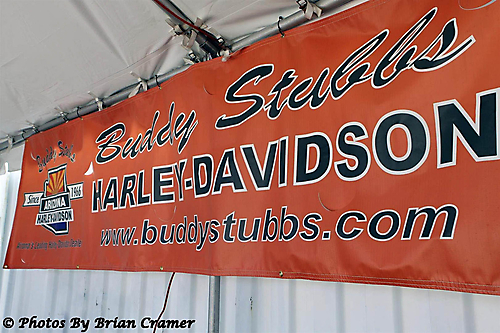 Buddy Stubbs
HARLEY-DAVIDSON
www.buddystubbs.com
Buddy Stubbs
Since 1966
ARIZONA
HARLEY-DAVIDSON
© Photos By Brian Cramer